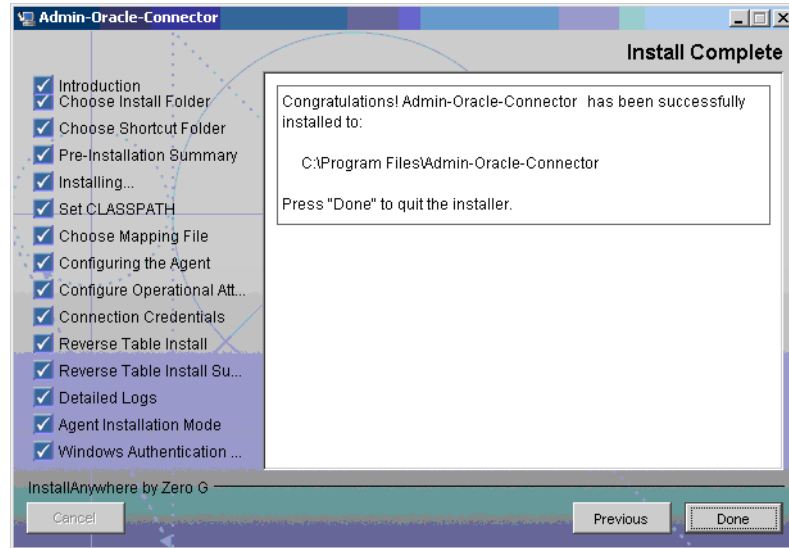 Admin-Oracle-Connector
Install Complete
Introduction
Choose Install Folder
Choose Shortcut Folder
Pre-Installation Summary
Installing...
Set CLASSPATH
Choose Mapping File
Configuring the Agent
Configure Operational Att...
Connection Credentials
Reverse Table Install
Reverse Table Install Su...
Detailed Logs
Agent Installation Mode
Windows Authentication ...
Congratulations! Admin-Oracle-Connector has been successfully
installed to:
C:\Program Files\Admin-Oracle-Connector
Press "Done" to quit the installer.
InstallAnywhere by Zero G
Cancel
Previous
Done